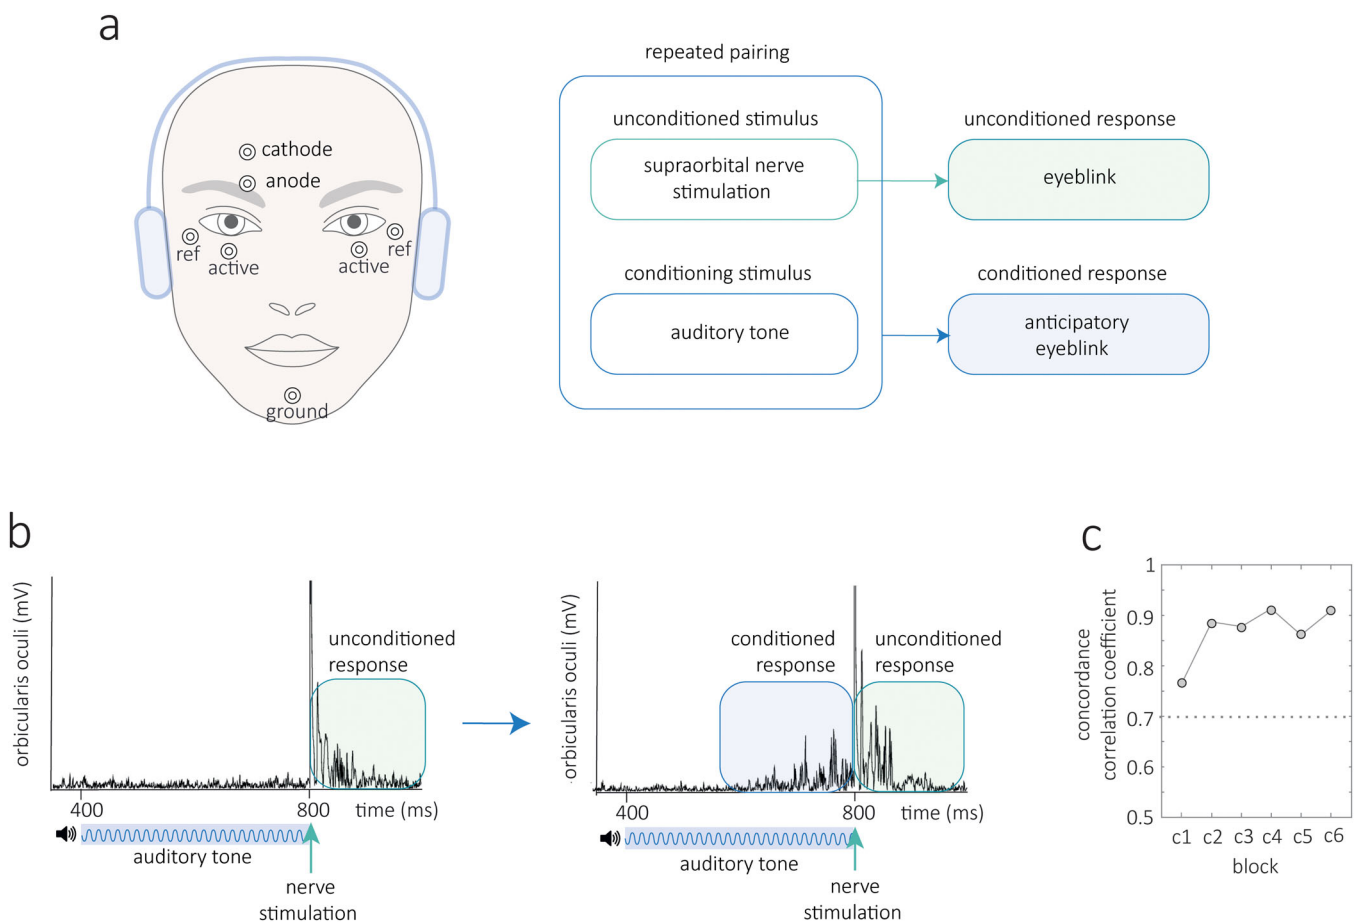 a
cathode
anode
ref
active
active
ref
ground
repeated pairing
unconditioned stimulus
supraorbital nerve
stimulation
conditioning stimulus
auditory tone
unconditioned response
eyeblink
conditioned response
anticipatory
eyeblink
b
orbicularis oculi (mV)
unconditioned
response
400
800
time (ms)
auditory tone
nerve
stimulation
orbicularis oculi (mV)
conditioned
response
unconditioned
response
400
800
time (ms)
auditory tone
nerve
stimulation
c
concordance
correlation coefficient
1
0.9
0.8
0.7
0.6
0.5
c1 c2 c3 c4 c5 c6
block